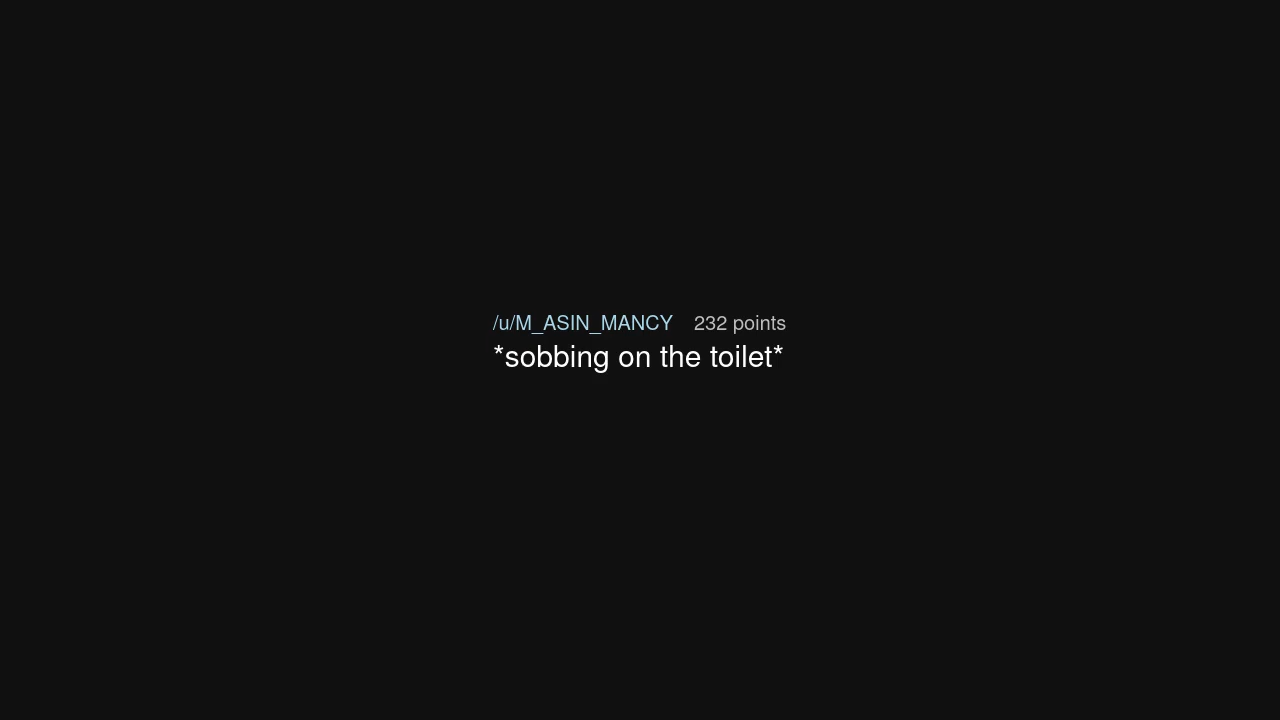 /u/M_ASIN_MANCY 232 points
*sobbing on the toilet*